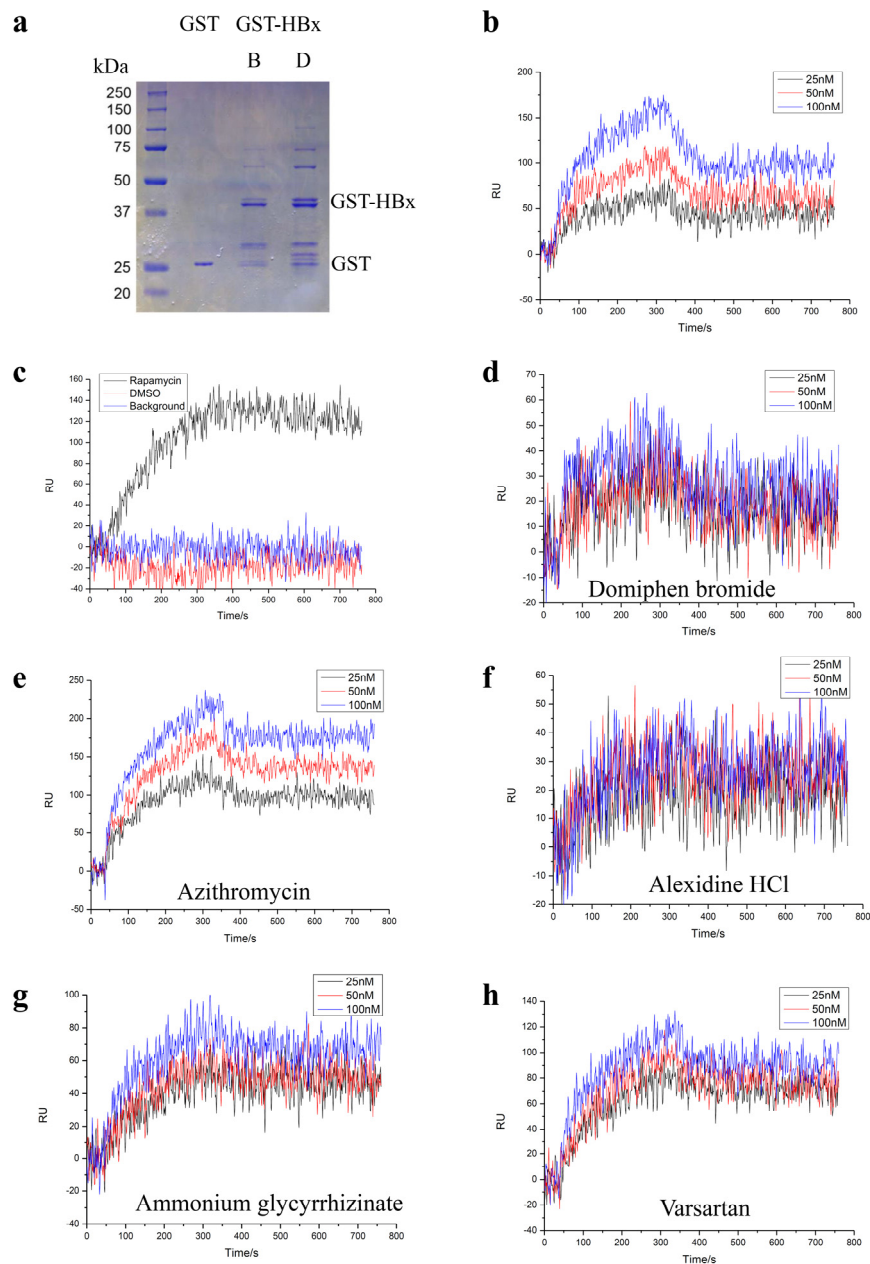 a
GST GST-HBx
B D
kDa
250
150
100
75
50
37
25
20
GST-HBx
GST
b
25nM
50nM
100nM
200
150
100
50
0
-50
RU
0 100 200 300 400 500 600 700 800
Time/s
c
Rapamycin
DMSO
Background
160
140
120
100
80
60
40
20
0
-20
-40
RU
0 100 200 300 400 500 600 700 800
Time/s
d
25nM
50nM
100nM
70
60
50
40
30
20
10
0
-10
-20
RU
Domiphen bromide
0 100 200 300 400 500 600 700 800
Time/s
e
25nM
50nM
100nM
250
225
200
175
150
125
100
75
50
25
0
-25
-50
RU
Azithromycin
0 100 200 300 400 500 600 700 800
Time/s
f
25nM
50nM
100nM
60
50
40
30
20
10
0
-10
-20
RU
Alexidine HCl
0 100 200 300 400 500 600 700 800
Time/s
g
25nM
50nM
100nM
100
80
60
40
20
0
-20
-40
RU
Ammonium glycyrrhizinate
0 100 200 300 400 500 600 700 800
Time/s
h
25nM
50nM
100nM
140
120
100
80
60
40
20
0
-20
-40
RU
Varsartan
0 100 200 300 400 500 600 700 800
Time/s